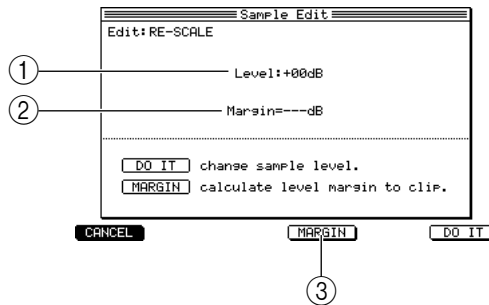 Sample Edit
Edit:RE-SCALE
① Level:+00dB
② Margin=---dB
DO IT change sample level.
MARGIN calculate level margin to clip.
CANCEL MARGIN DO IT
③